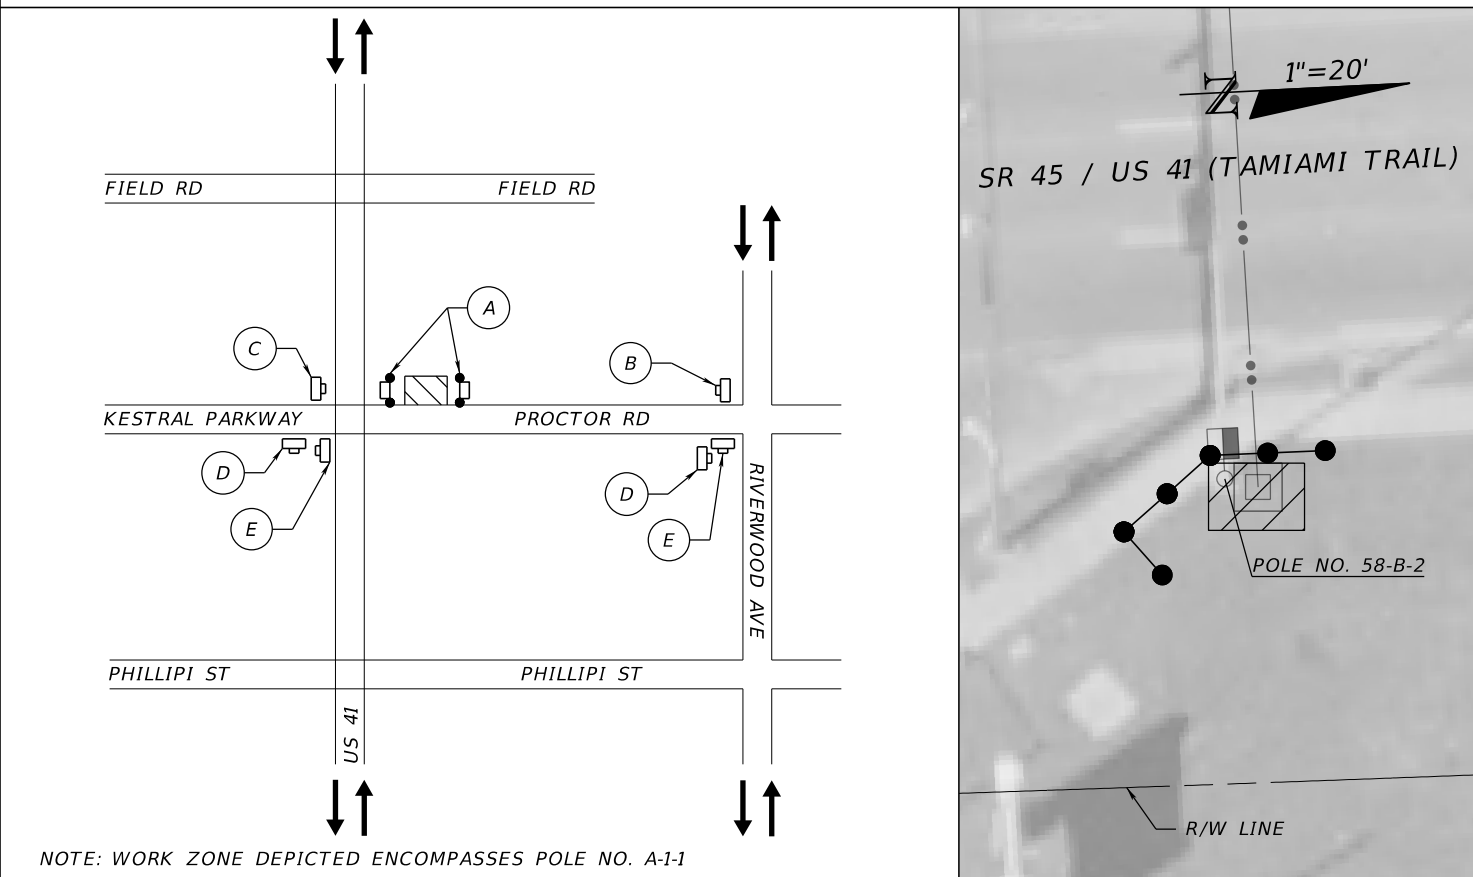 FIELD RD
FIELD RD
A
C
B
KESTRAL PARKWAY
PROCTOR RD
D
E
D
E
RIVERWOOD AVE
PHILLIPI ST
PHILLIPI ST
US 41
NOTE: WORK ZONE DEPICTED ENCOMPASSES POLE NO. A-1-1
1"=20'
N
SR 45 / US 41 (TAMIAMI TRAIL)
POLE NO. 58-B-2
R/W LINE